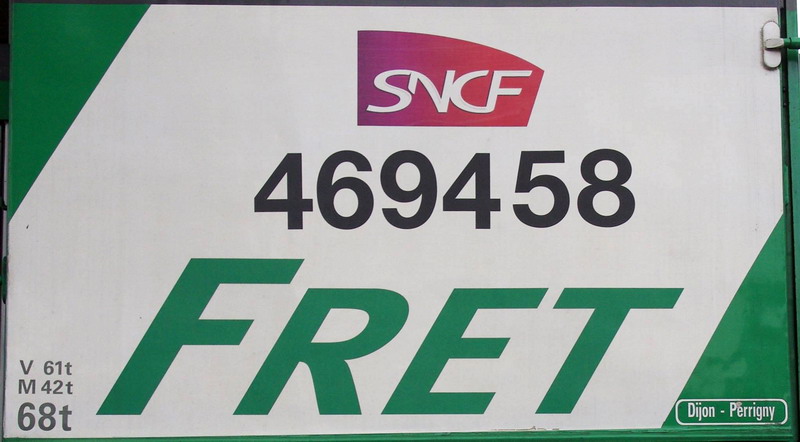 SNCF
469458
FRET
V 61t
M 42t
68t
Dijon - Perrigny